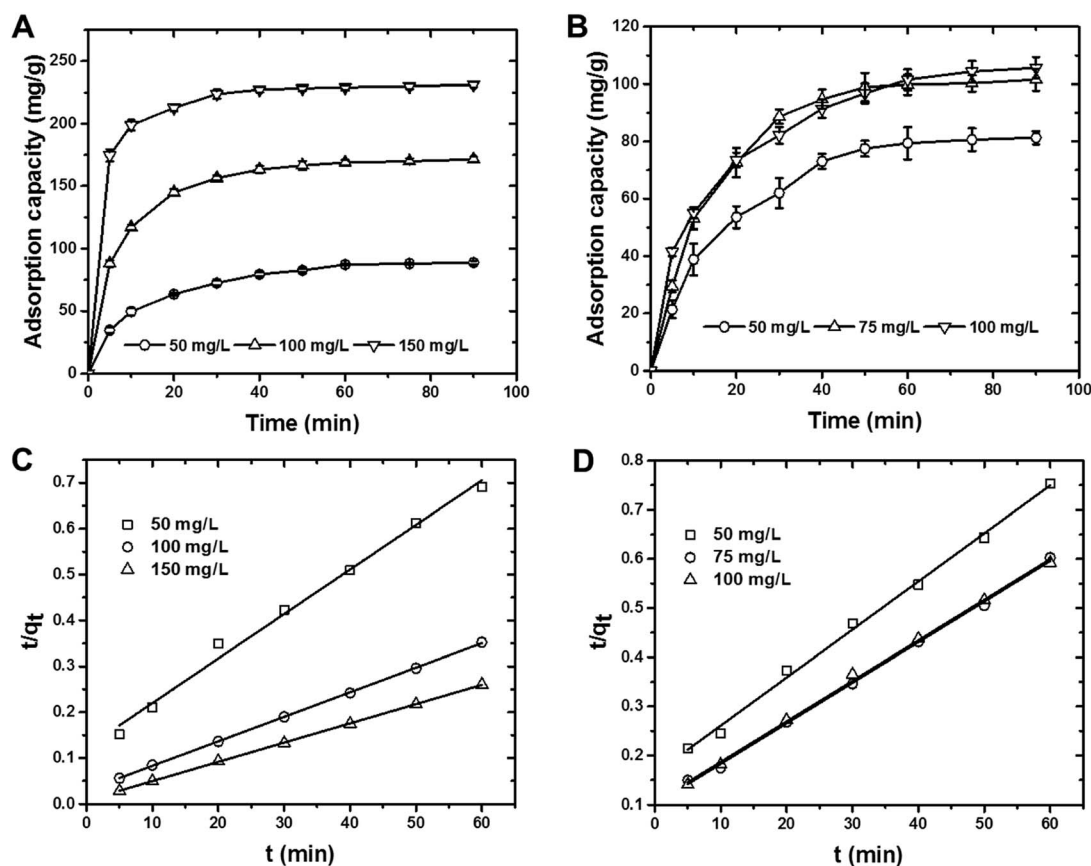 A
Adsorption capacity (mg/g)
250
200
150
100
50
0
50 mg/L 100 mg/L 150 mg/L
0 20 40 60 80 100
Time (min)
B
Adsorption capacity (mg/g)
120
100
80
60
40
20
0
50 mg/L 75 mg/L 100 mg/L
0 20 40 60 80 100
Time (min)
C
t/qt
0.7
0.6
0.5
0.4
0.3
0.2
0.1
0.0
50 mg/L
100 mg/L
150 mg/L
0 10 20 30 40 50 60
t (min)
D
t/qt
0.8
0.7
0.6
0.5
0.4
0.3
0.2
0.1
50 mg/L
75 mg/L
100 mg/L
0 10 20 30 40 50 60
t (min)